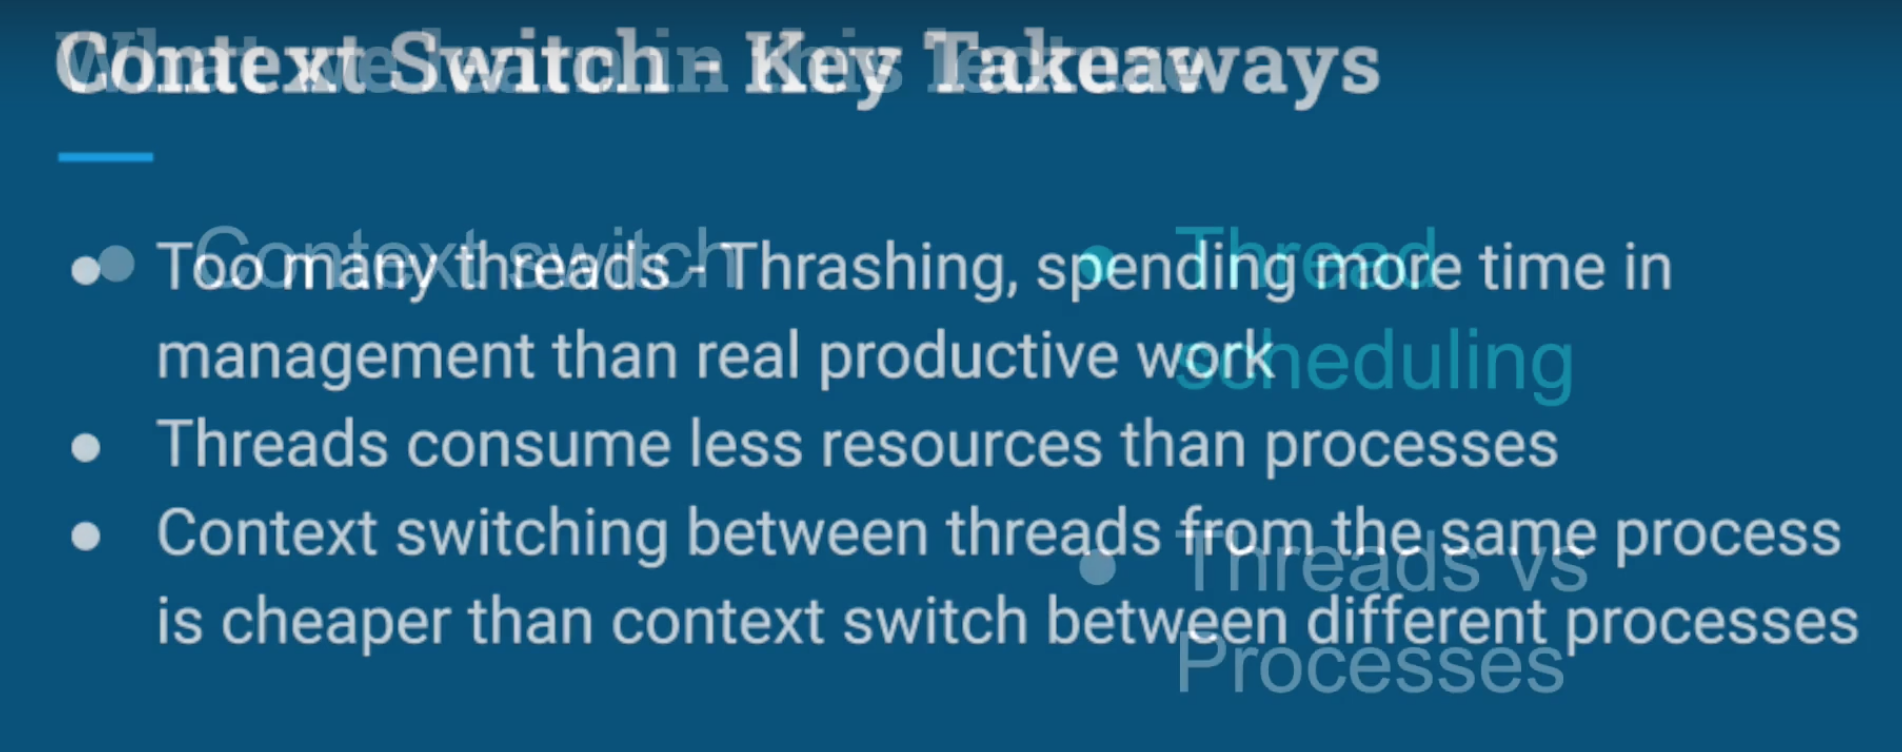 Context Switch - Key Takeaways
What we learn in this lecture
Context switch
Too many threads - Thrashing, spending more time in
management than real productive work
Threads consume less resources than processes
Context switching between threads from the same process
is cheaper than context switch between different processes
Thread
scheduling
Threads vs
Processes